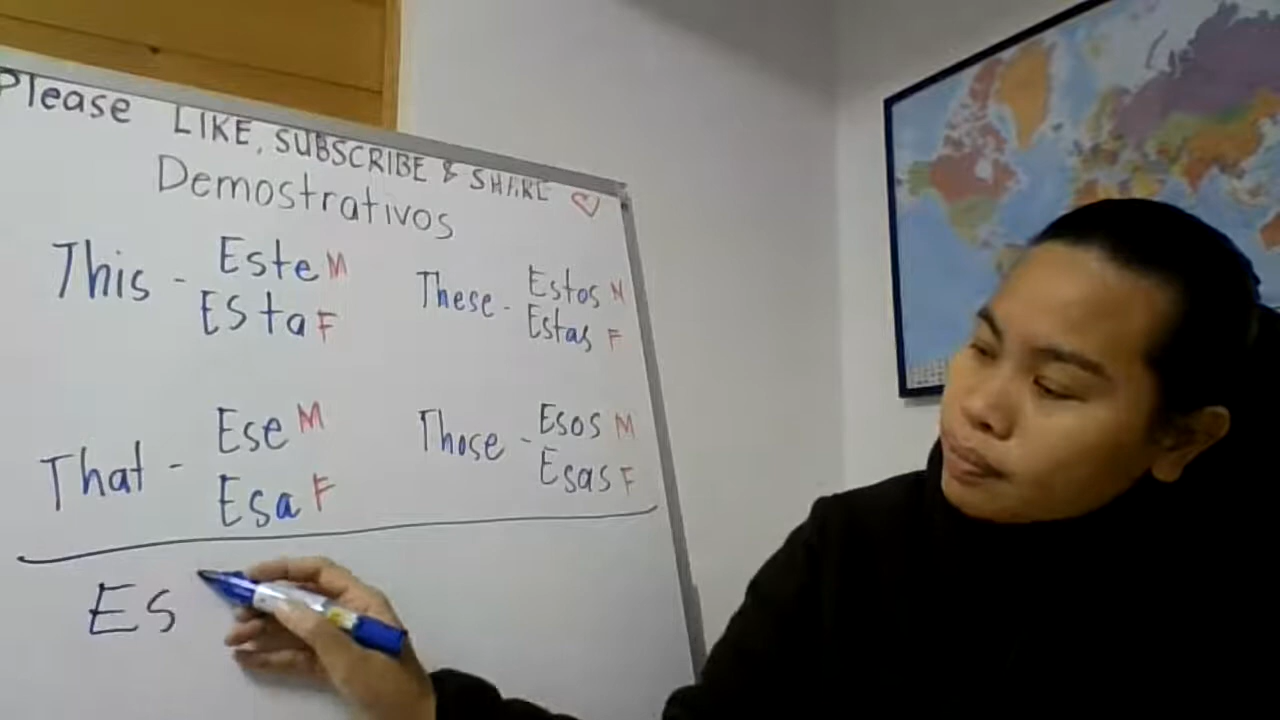 Please LIKE, SUBSCRIBE & SHARE
Demostrativos
This - Este M
Esta F
These - Estos M
Estas F
That - Ese M
Esa F
Those - Esos M
Esas F
Es